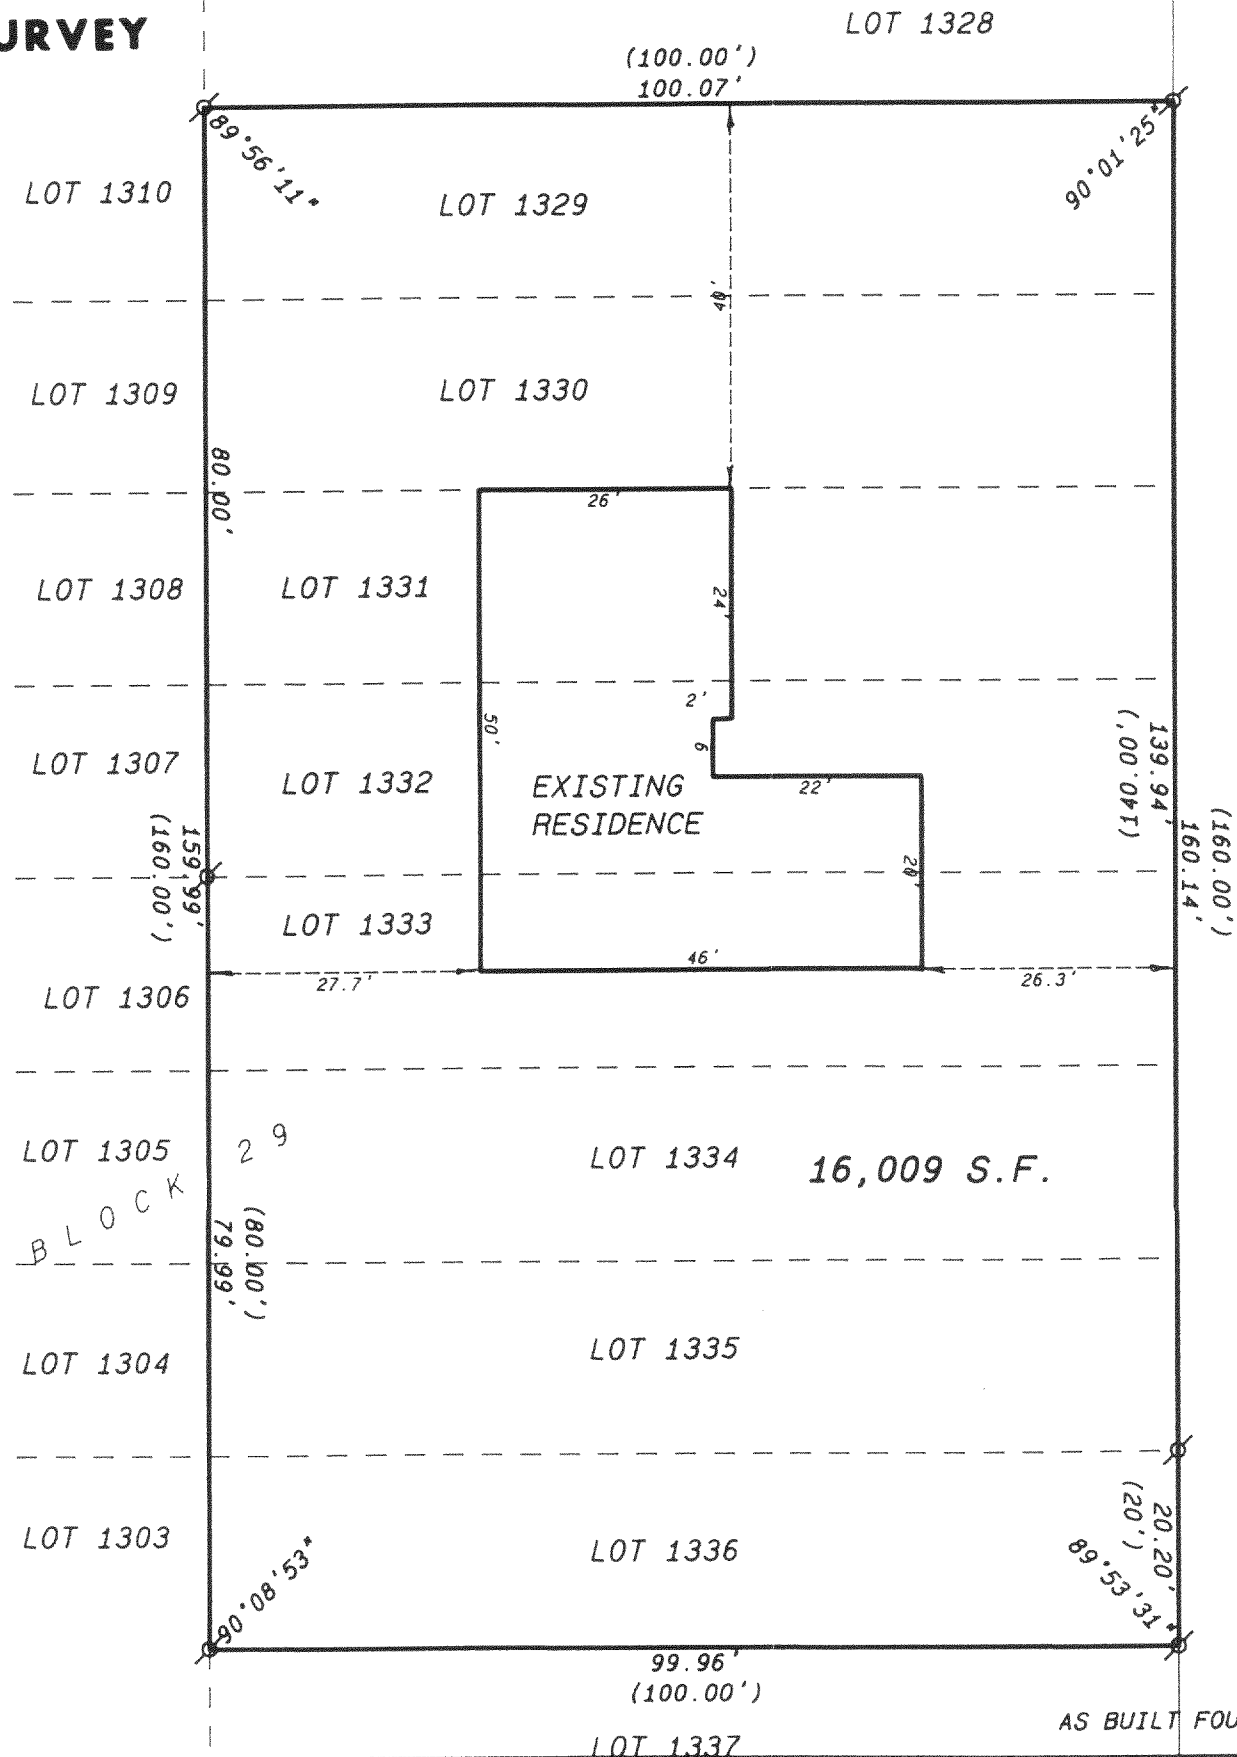 URVEY
LOT 1328
(100.00')
100.07'
89°56'11"
90°01'25"
LOT 1310
LOT 1329
40'
LOT 1309
LOT 1330
80.00'
26'
LOT 1308
LOT 1331
24'
2'
50'
6
139.94'
(140.00')
LOT 1307
LOT 1332
EXISTING
RESIDENCE
22'
159.99'
(160.00')
(160.00')
160.14'
20'
LOT 1333
46'
27.7'
26.3'
LOT 1306
LOT 1305
BLOCK 29
LOT 1334
16,009 S.F.
(80.00')
79.99'
LOT 1304
LOT 1335
20.20'
(20')
LOT 1303
LOT 1336
90°08'53"
89°53'31"
99.96'
(100.00')
AS BUILT FOU
LOT 1337